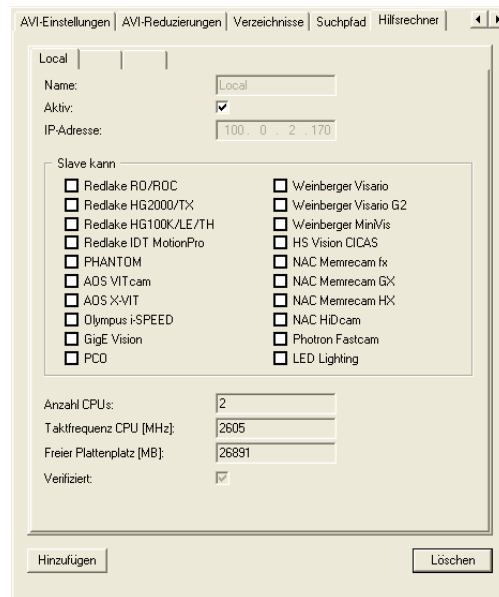 AVI-Einstellungen AVI-Reduzierungen Verzeichnisse Suchpfad Hilfsrechner
Local
Name: Local
Aktiv:
IP-Adresse: 100 . 0 . 2 . 170
Slave kann
Redlake RO/ROC
Redlake HG2000/TX
Redlake HG100K/LE/TH
Redlake IDT MotionPro
PHANTOM
AOS VITcam
AOS X-VIT
Olympus i-SPEED
GigE Vision
PCO
Weinberger Visario
Weinberger Visario G2
Weinberger MiniVis
HS Vision CICAS
NAC Memrecam fx
NAC Memrecam GX
NAC Memrecam HX
NAC HiDcam
Photron Fastcam
LED Lighting
Anzahl CPUs: 2
Taktfrequenz CPU [MHz]: 2605
Freier Plattenplatz [MB]: 26891
Verifiziert:
Hinzufügen Löschen